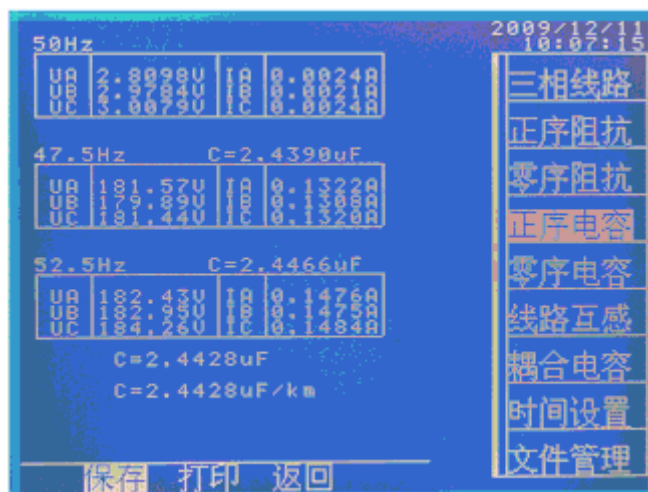 2009/12/11
10:07:15
50Hz
UA 2.8098V IA 0.0024A
UB 2.9784V IB 0.0021A
UC 3.0079V IC 0.0024A
47.5Hz C=2.4390uF
UA 181.57V IA 0.1322A
UB 179.89V IB 0.1308A
UC 181.44V IC 0.1320A
52.5Hz C=2.4466uF
UA 182.43V IA 0.1476A
UB 182.95V IB 0.1475A
UC 184.26V IC 0.1484A
C=2.4428uF
C=2.4428uF/km
三相线路
正序阻抗
零序阻抗
正序电容
零序电容
线路互感
耦合电容
时间设置
文件管理
保存 打印 返回